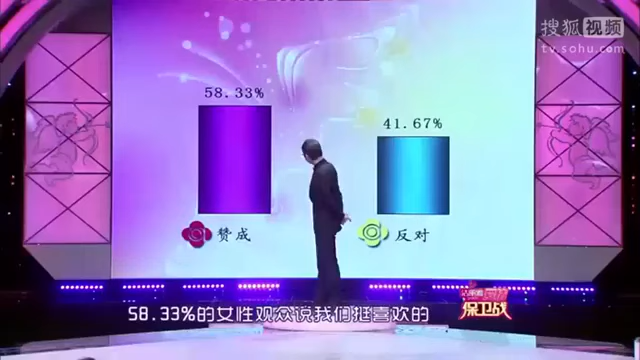 搜狐视频
tv.sohu.com
58.33%
41.67%
赞成
反对
保卫战
58.33%的女性观众说我们挺喜欢的